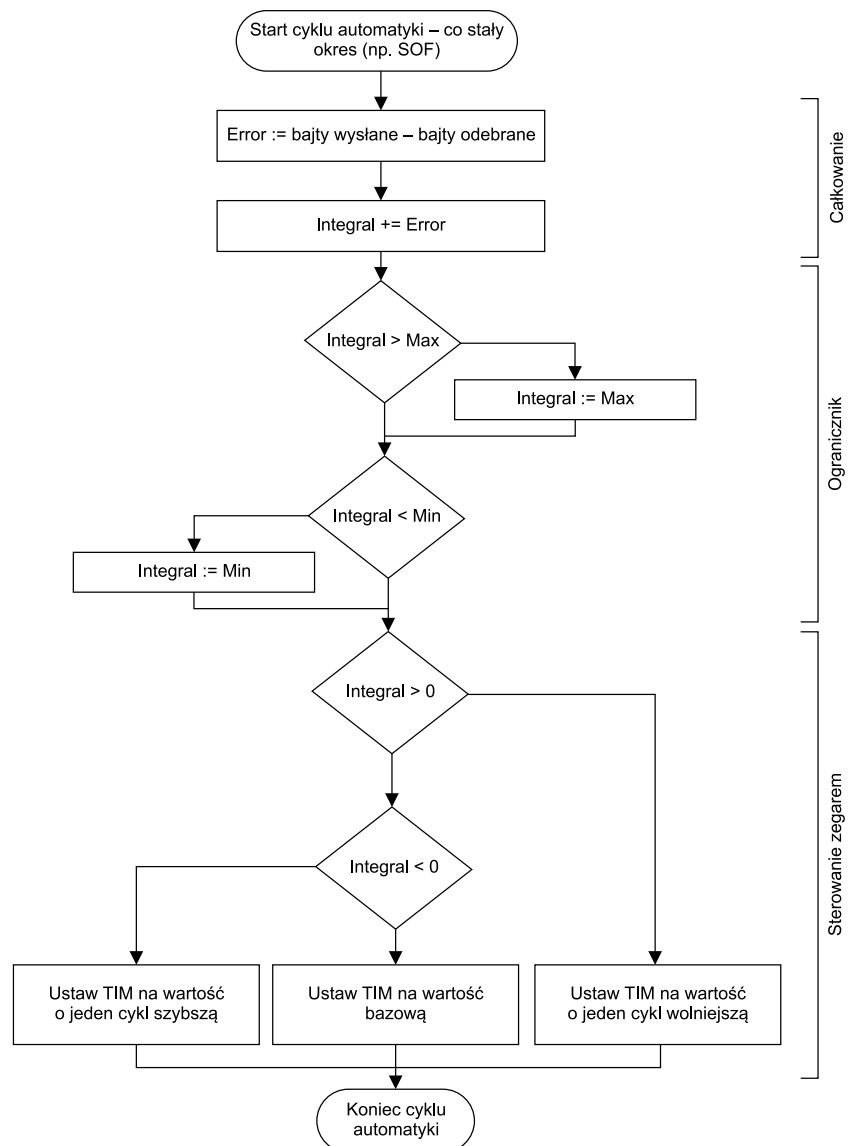 Start cyklu automatyki – co stały
okres (np. SOF)
Error := bajty wysłane – bajty odebrane
Integral += Error
Całkowanie
Integral > Max
Integral := Max
Integral < Min
Integral := Min
Ogranicznik
Integral > 0
Integral < 0
Ustaw TIM na wartość
o jeden cykl szybszą
Ustaw TIM na wartość
bazową
Ustaw TIM na wartość
o jeden cykl wolniejszą
Sterowanie zegarem
Koniec cyklu
automatyki